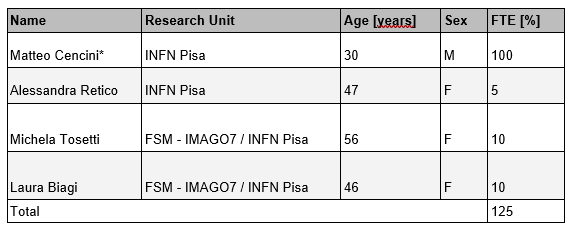 Name Research Unit Age [years] Sex FTE [%]
Matteo Cencini* INFN Pisa 30 M 100
Alessandra Retico INFN Pisa 47 F 5
Michela Tosetti FSM - IMAGO7 / INFN Pisa 56 F 10
Laura Biagi FSM - IMAGO7 / INFN Pisa 46 F 10
Total 125